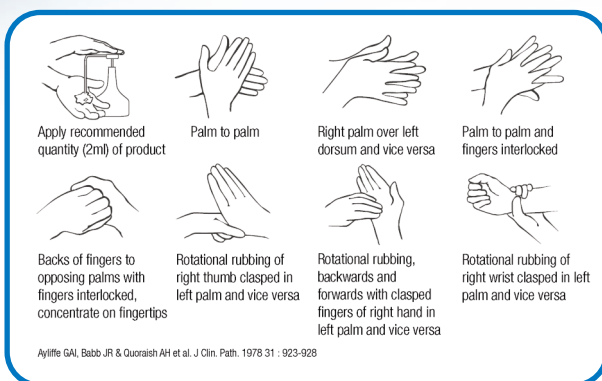 Apply recommended
quantity (2ml) of product
Palm to palm
Right palm over left
dorsum and vice versa
Palm to palm and
fingers interlocked
Backs of fingers to
opposing palms with
fingers interlocked,
concentrate on fingertips
Rotational rubbing of
right thumb clasped in
left palm and vice versa
Rotational rubbing,
backwards and
forwards with clasped
fingers of right hand in
left palm and vice versa
Rotational rubbing of
right wrist clasped in left
palm and vice versa
Ayliffe GAI, Babb JR & Quoraish AH et al. J Clin. Path. 1978 31 : 923-928